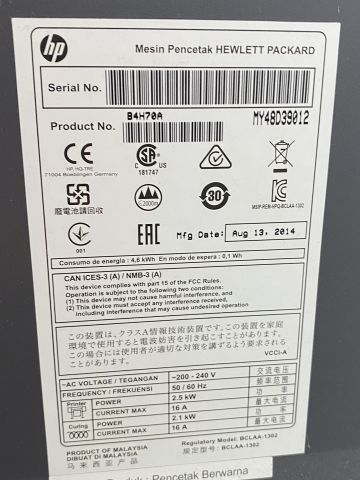 hp
Mesin Pencetak HEWLETT PACKARD
Serial No.
B4H70A
MY48D39012
Product No.
CE
HP, HQ-TRE
71004 Boeblingen Germany
SA
181747
2000m
30
MSIP-REM-HPQ-BCLAA-1302
廢電池請回收
001
EAC
Mfg Date: Aug 13, 2014
Consumo de energía : 4,6 kWh En modo de espera : 0,1 Wh
CAN ICES-3 (A) / NMB-3 (A)
This device complies with part 15 of the FCC Rules.
Operation is subject to the following two conditions:
(1) This device may not cause harmful interference, and
(2) This device must accept any interference received,
including interference that may cause undesired operation
この装置は、クラスA情報技術装置です。この装置を家庭
環境で使用すると電波妨害を引き起こすことがあります。
この場合には使用者が適切な対策を講ずるよう要求される
ことがあります。
VCCI-A
~AC VOLTAGE / TEGANGAN ~200 - 240 V 交流电压
FREQUENCY / FREKUENSI 50 / 60 Hz 频率范围
Printer POWER 2.5 kW 功率
CURRENT MAX 16 A 交流电流
Curing POWER 2.1 kW 功率
CURRENT MAX 16 A 交流电流
PRODUCT OF MALAYSIA
DIBUAT DI MALAYSIA
马来西亚产品
Regulatory Model: BCLAA-1302
规定型号: BCLAA-1302
: Pencetak Berwarna